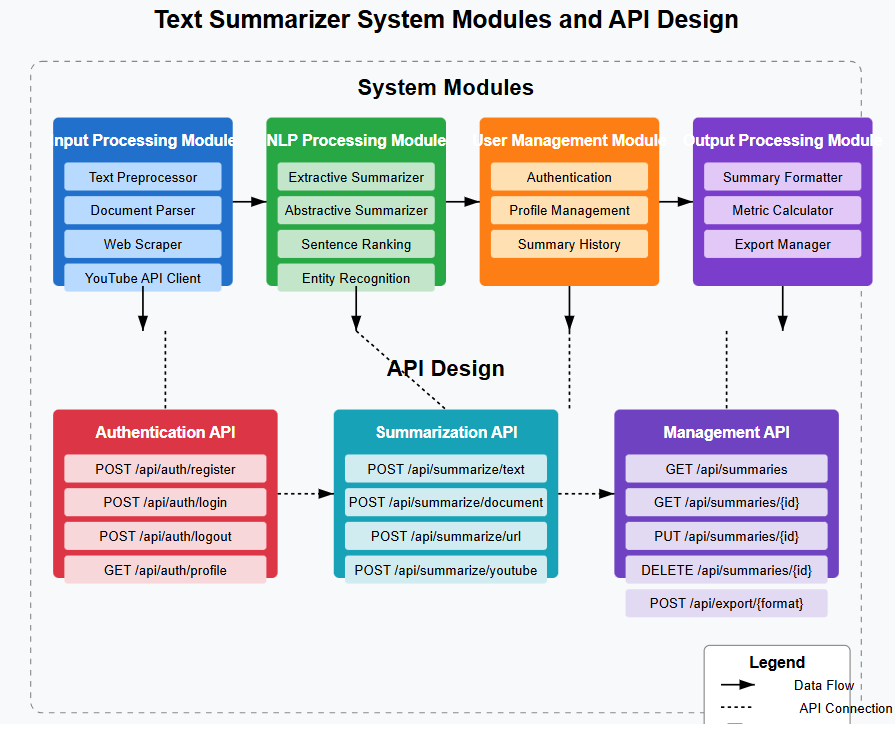 Text Summarizer System Modules and API Design
System Modules
nput Processing Module
NLP Processing Module
User Management Module
Output Processing Module
Text Preprocessor
Extractive Summarizer
Authentication
Summary Formatter
Document Parser
Abstractive Summarizer
Profile Management
Metric Calculator
Web Scraper
Sentence Ranking
Summary History
Export Manager
YouTube API Client
Entity Recognition
API Design
Authentication API
Summarization API
Management API
POST /api/auth/register
POST /api/summarize/text
GET /api/summaries
POST /api/auth/login
POST /api/summarize/document
GET /api/summaries/{id}
POST /api/auth/logout
POST /api/summarize/url
PUT /api/summaries/{id}
GET /api/auth/profile
POST /api/summarize/youtube
DELETE /api/summaries/{id}
POST /api/export/{format}
Legend
Data Flow
API Connection